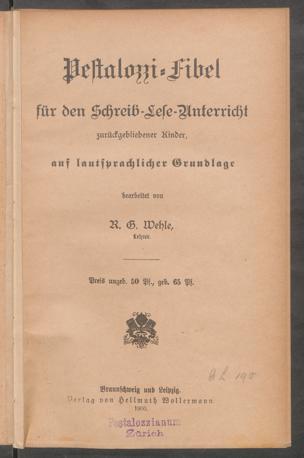 Pestalozzi-Fibel
für den Schreib-Lese-Unterricht
zurückgebliebener Kinder,
auf lautsprachlicher Grundlage
bearbeitet von
R. G. Wehle,
Lehrer.
Preis ungeb. 50 Pf., geb. 65 Pf.
Braunschweig und Leipzig.
Verlag von Hellmuth Wollermann
1900.
Pestalozzianum
Zürich